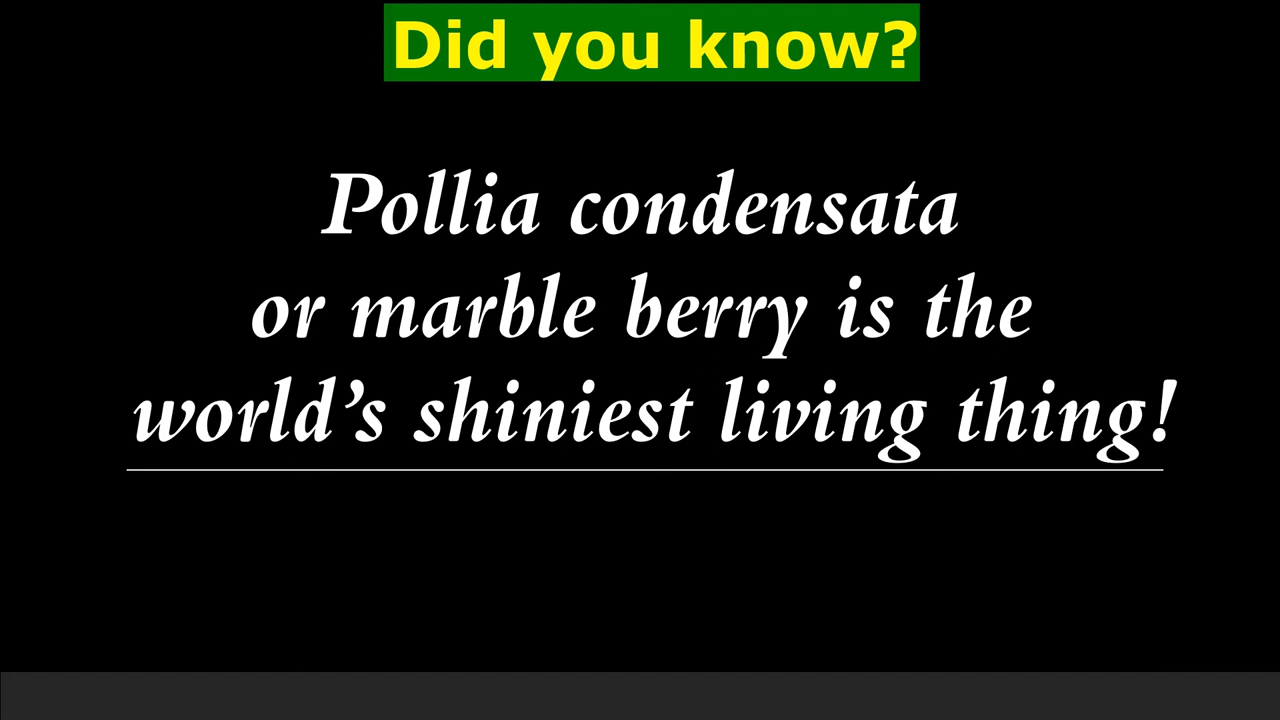 Did you know?
Pollia condensata
or marble berry is the
world’s shiniest living thing!